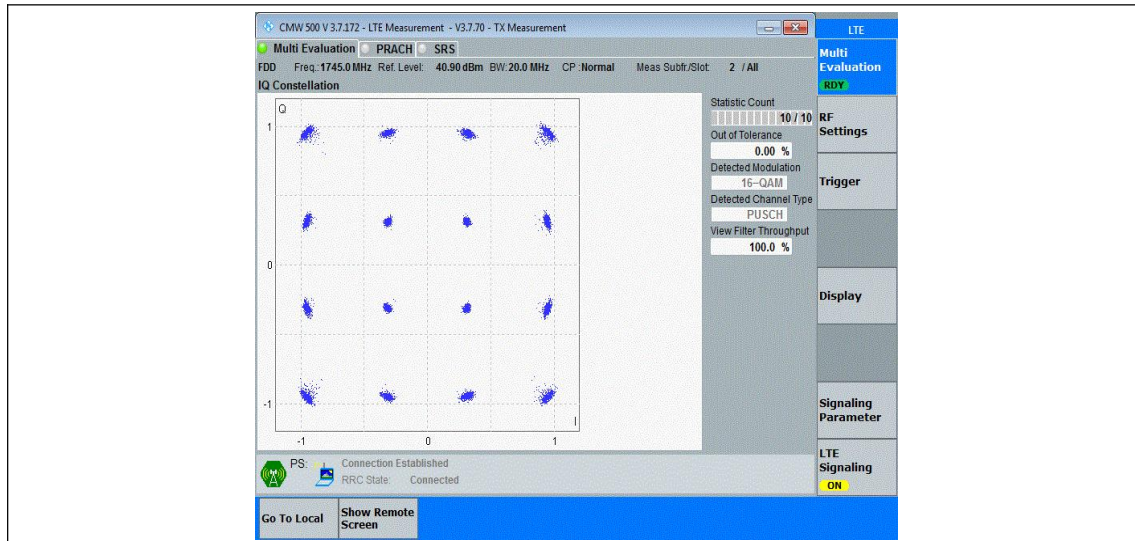 CMW 500 V 3.7.172 - LTE Measurement - V3.7.70 - TX Measurement
LTE
Multi Evaluation PRACH SRS
Multi
Evaluation
RDY
FDD Freq.:1745.0 MHz Ref. Level: 40.90 dBm BW:20.0 MHz CP :Normal Meas Subfr./Slot: 2 / All
IQ Constellation
Q
1
0
-1
-1 0 1
I
Statistic Count
10 / 10
Out of Tolerance
0.00 %
Detected Modulation
16-QAM
Detected Channel Type
PUSCH
View Filter Throughput
100.0 %
RF
Settings
Trigger
Display
Signaling
Parameter
LTE
Signaling
ON
PS: Connection Established
RRC State: Connected
Go To Local
Show Remote
Screen